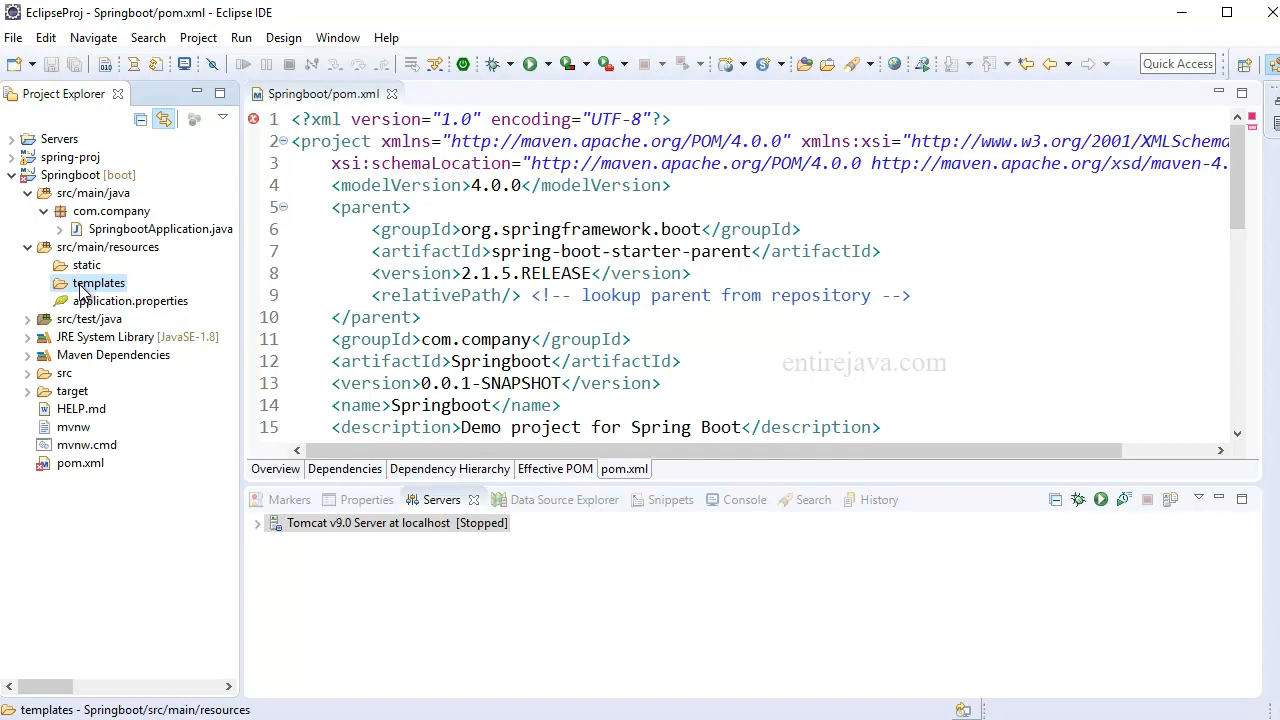 EclipseProj - Springboot/pom.xml - Eclipse IDE
File Edit Navigate Search Project Run Design Window Help
Quick Access
Project Explorer
Servers
spring-proj
Springboot [boot]
src/main/java
com.company
SpringbootApplication.java
src/main/resources
static
templates
application.properties
src/test/java
JRE System Library [JavaSE-1.8]
Maven Dependencies
src
target
HELP.md
mvnw
mvnw.cmd
pom.xml
Springboot/pom.xml
1 <?xml version="1.0" encoding="UTF-8"?>
2 <project xmlns="http://maven.apache.org/POM/4.0.0" xmlns:xsi="http://www.w3.org/2001/XMLSchema
3 xsi:schemaLocation="http://maven.apache.org/POM/4.0.0 http://maven.apache.org/xsd/maven-4.
4 <modelVersion>4.0.0</modelVersion>
5 <parent>
6 <groupId>org.springframework.boot</groupId>
7 <artifactId>spring-boot-starter-parent</artifactId>
8 <version>2.1.5.RELEASE</version>
9 <relativePath/> <!-- lookup parent from repository -->
10 </parent>
11 <groupId>com.company</groupId>
12 <artifactId>Springboot</artifactId>
13 <version>0.0.1-SNAPSHOT</version>
14 <name>Springboot</name>
15 <description>Demo project for Spring Boot</description>
entirejava.com
Overview Dependencies Dependency Hierarchy Effective POM pom.xml
Markers Properties Servers Data Source Explorer Snippets Console Search History
Tomcat v9.0 Server at localhost [Stopped]
templates - Springboot/src/main/resources